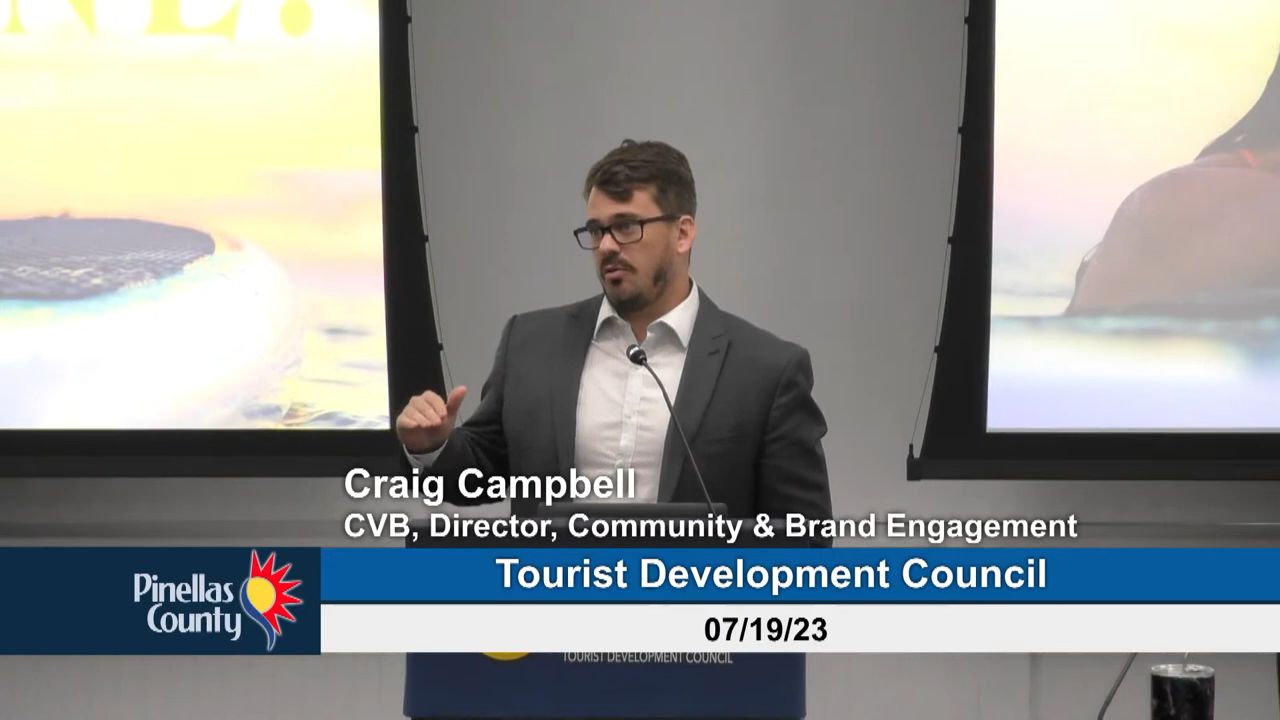 Craig Campbell
CVB, Director, Community & Brand Engagement
Tourist Development Council
Pinellas
County
07/19/23
TOURIST DEVELOPMENT COUNCIL